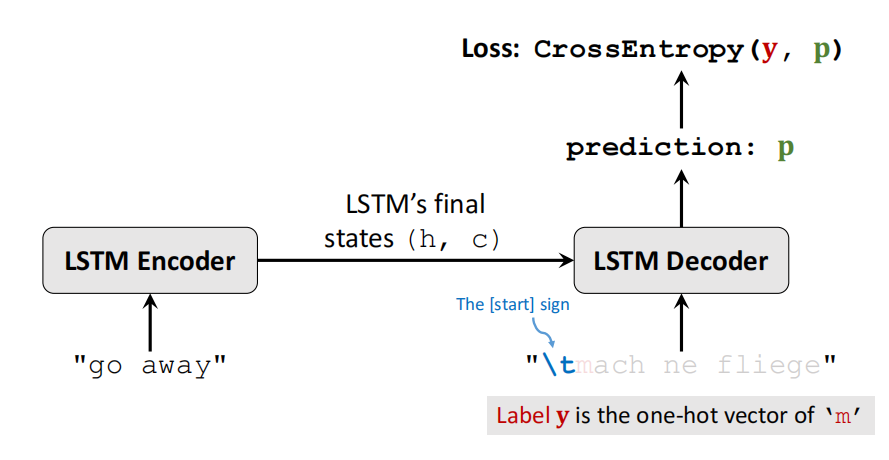 Loss: CrossEntropy(y, p)
prediction: p
LSTM’s final
states (h, c)
LSTM Encoder
LSTM Decoder
The [start] sign
"go away"
"\tmach ne fliege"
Label y is the one-hot vector of ‘m’